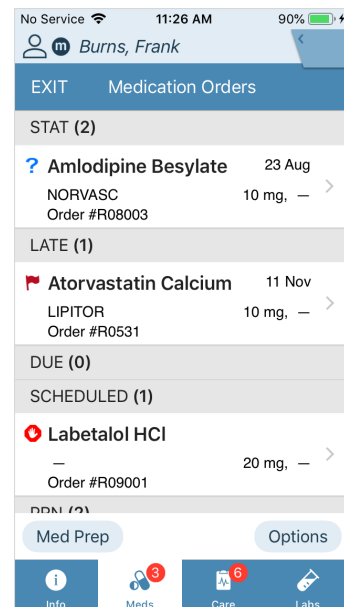 No Service 11:26 AM 90%
m Burns, Frank
EXIT Medication Orders
STAT (2)
? Amlodipine Besylate 23 Aug
NORVASC 10 mg, —
Order #R08003
LATE (1)
Atorvastatin Calcium 11 Nov
LIPITOR 10 mg, —
Order #R0531
DUE (0)
SCHEDULED (1)
Labetalol HCl
— 20 mg, —
Order #R09001
PRN (2)
Med Prep Options
3 6
Info Meds Care Labs